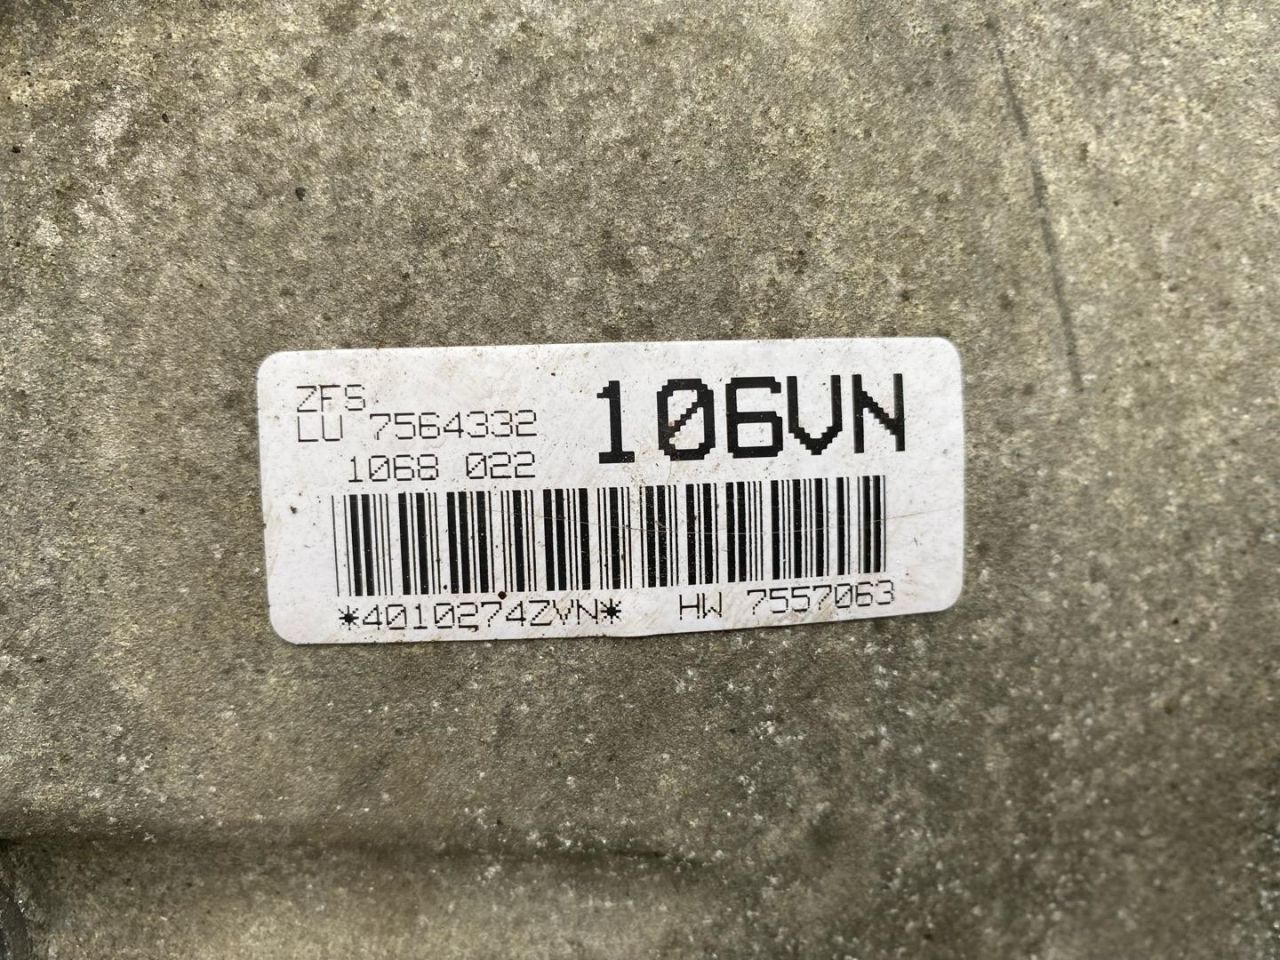 ZFS
LU 7564332
1068 022
106VN
*4010274ZVN* HW 7557063